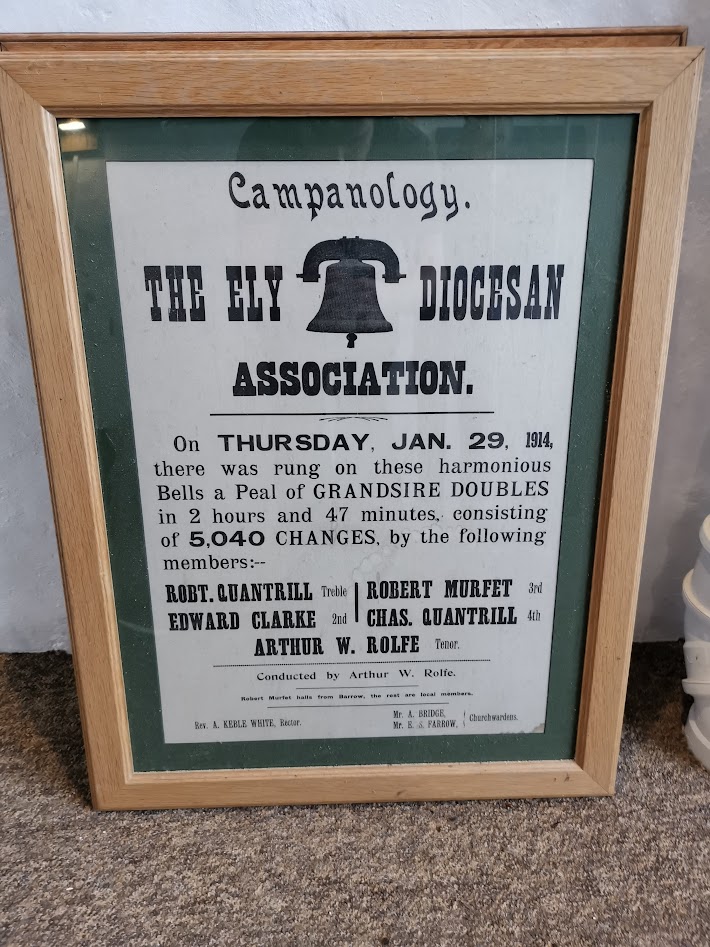 Campanology.
THE ELY DIOCESAN
ASSOCIATION.
On THURSDAY, JAN. 29, 1914,
there was rung on these harmonious
Bells a Peal of GRANDSIRE DOUBLES
in 2 hours and 47 minutes, consisting
of 5,040 CHANGES, by the following
members:--
ROBT. QUANTRILL Treble ROBERT MURFET 3rd
EDWARD CLARKE 2nd CHAS. QUANTRILL 4th
ARTHUR W. ROLFE Tenor.
Conducted by Arthur W. Rolfe.
Robert Murfet hails from Barrow, the rest are local members.
Rev. A. KEBLE WHITE, Rector.
Mr. A. BRIDGE,
Mr. E. S. FARROW, Churchwardens.